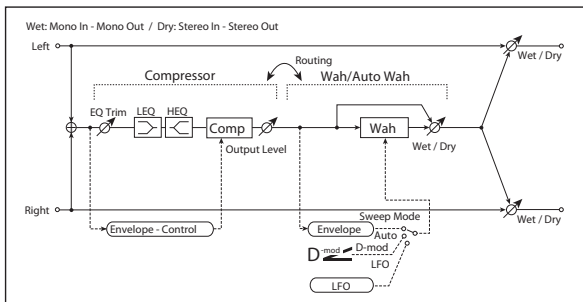 Wet: Mono In - Mono Out / Dry: Stereo In - Stereo Out
Left
Wet / Dry
Routing
Compressor
Wah/Auto Wah
EQ Trim
LEQ
HEQ
Comp
Wah
Output Level
Wet / Dry
Right
Wet / Dry
Sweep Mode
Envelope - Control
Envelope
Auto
D-mod
D-mod
LFO
LFO